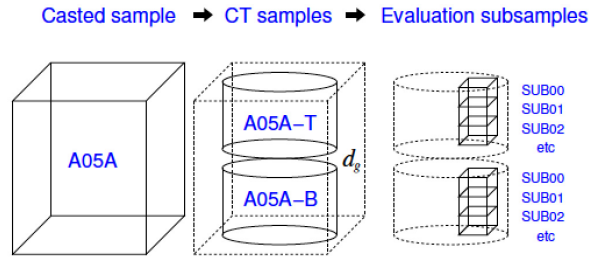 Casted sample ➡ CT samples ➡ Evaluation subsamples
A05A
A05A–T
A05A–B
dg
SUB00
SUB01
SUB02
etc
SUB00
SUB01
SUB02
etc